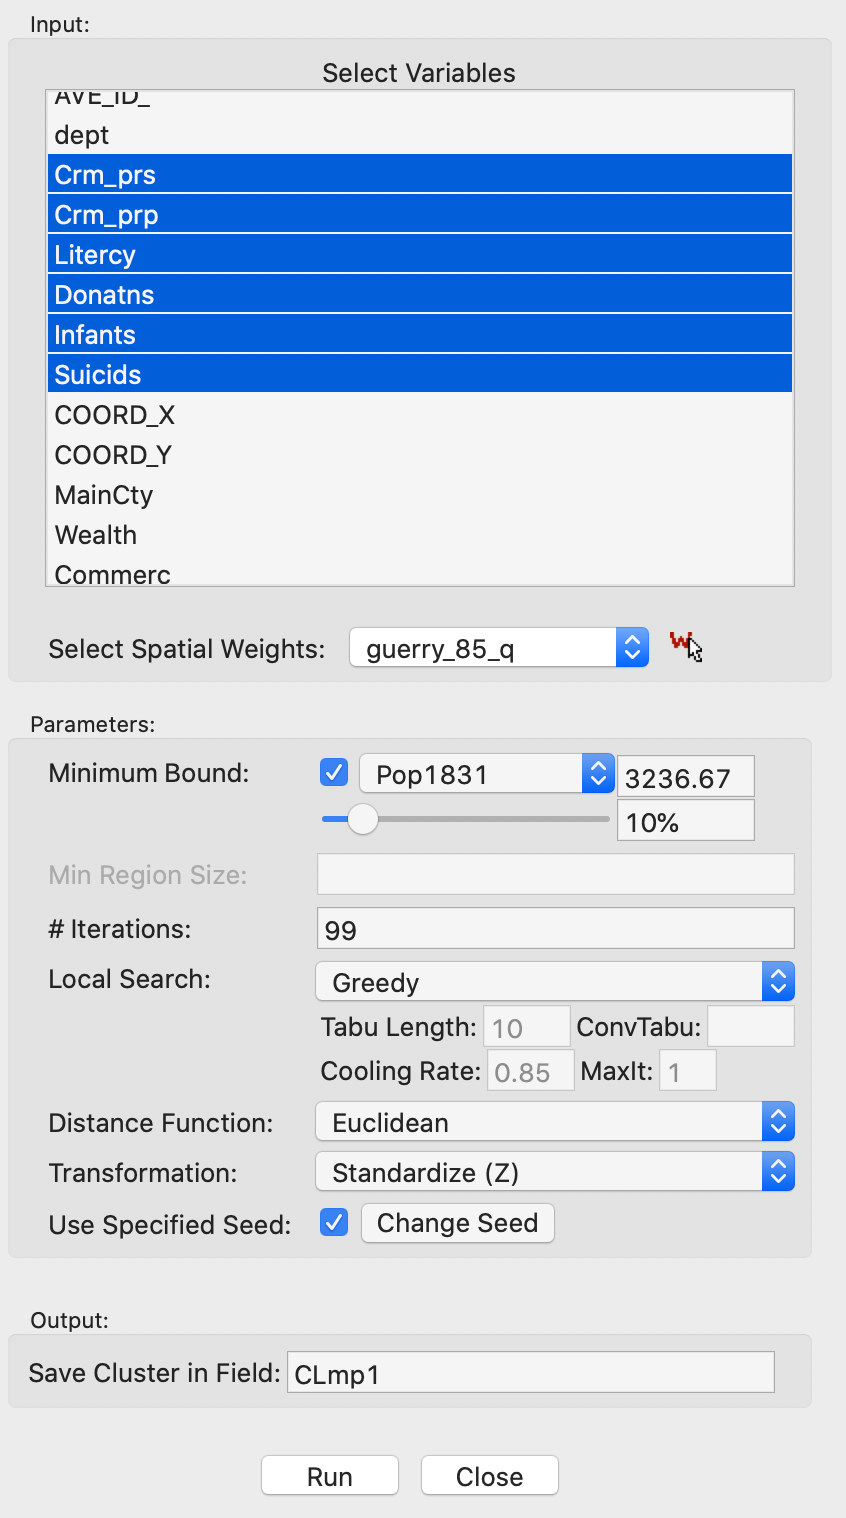 Input:
Select Variables
AVE_ID_
dept
Crm_prs
Crm_prp
Litercy
Donatns
Infants
Suicids
COORD_X
COORD_Y
MainCty
Wealth
Commerc
Select Spatial Weights: guerry_85_q W
Parameters:
Minimum Bound: Pop1831 3236.67
10%
Min Region Size:
# Iterations: 99
Local Search: Greedy
Tabu Length: 10 ConvTabu:
Cooling Rate: 0.85 MaxIt: 1
Distance Function: Euclidean
Transformation: Standardize (Z)
Use Specified Seed: Change Seed
Output:
Save Cluster in Field: CLmp1
Run Close